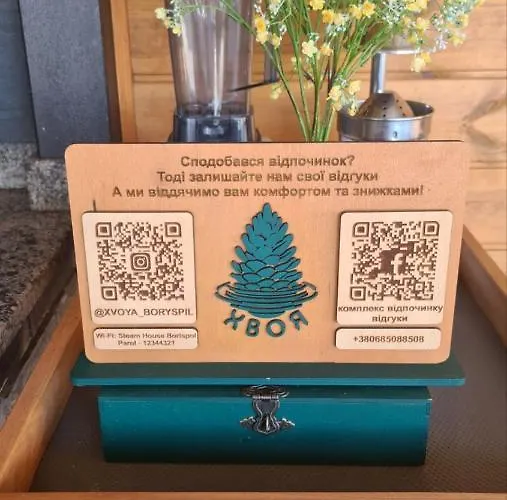 Сподобався відпочинок?
Тоді залишайте нам свої відгуки
А ми віддячимо вам комфортом та знижками!
@XVOYA_BORYSPIL
Wi-Fi: Steam House Borispil
Parol - 12344321
ХВОЯ
f
комплекс відпочинку
відгуки
+380685088508